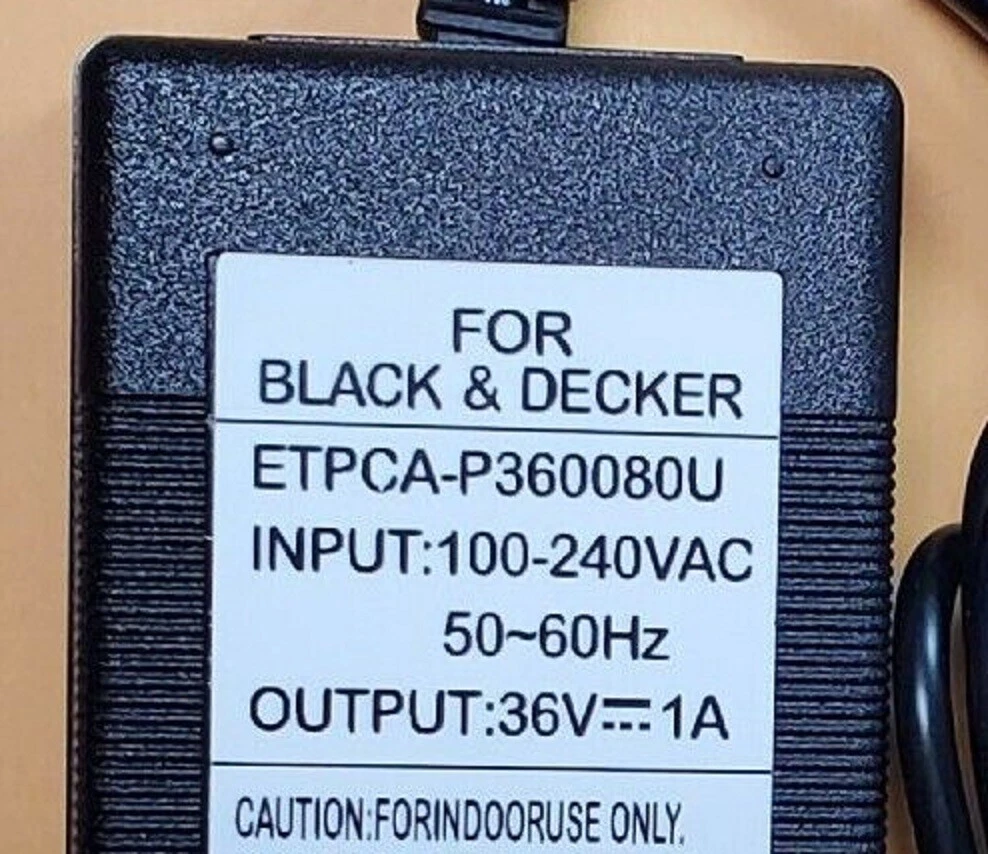 FOR
BLACK & DECKER
ETPCA-P360080U
INPUT:100-240VAC
50~60Hz
OUTPUT:36V⎓1A
CAUTION:FORINDOORUSE ONLY.